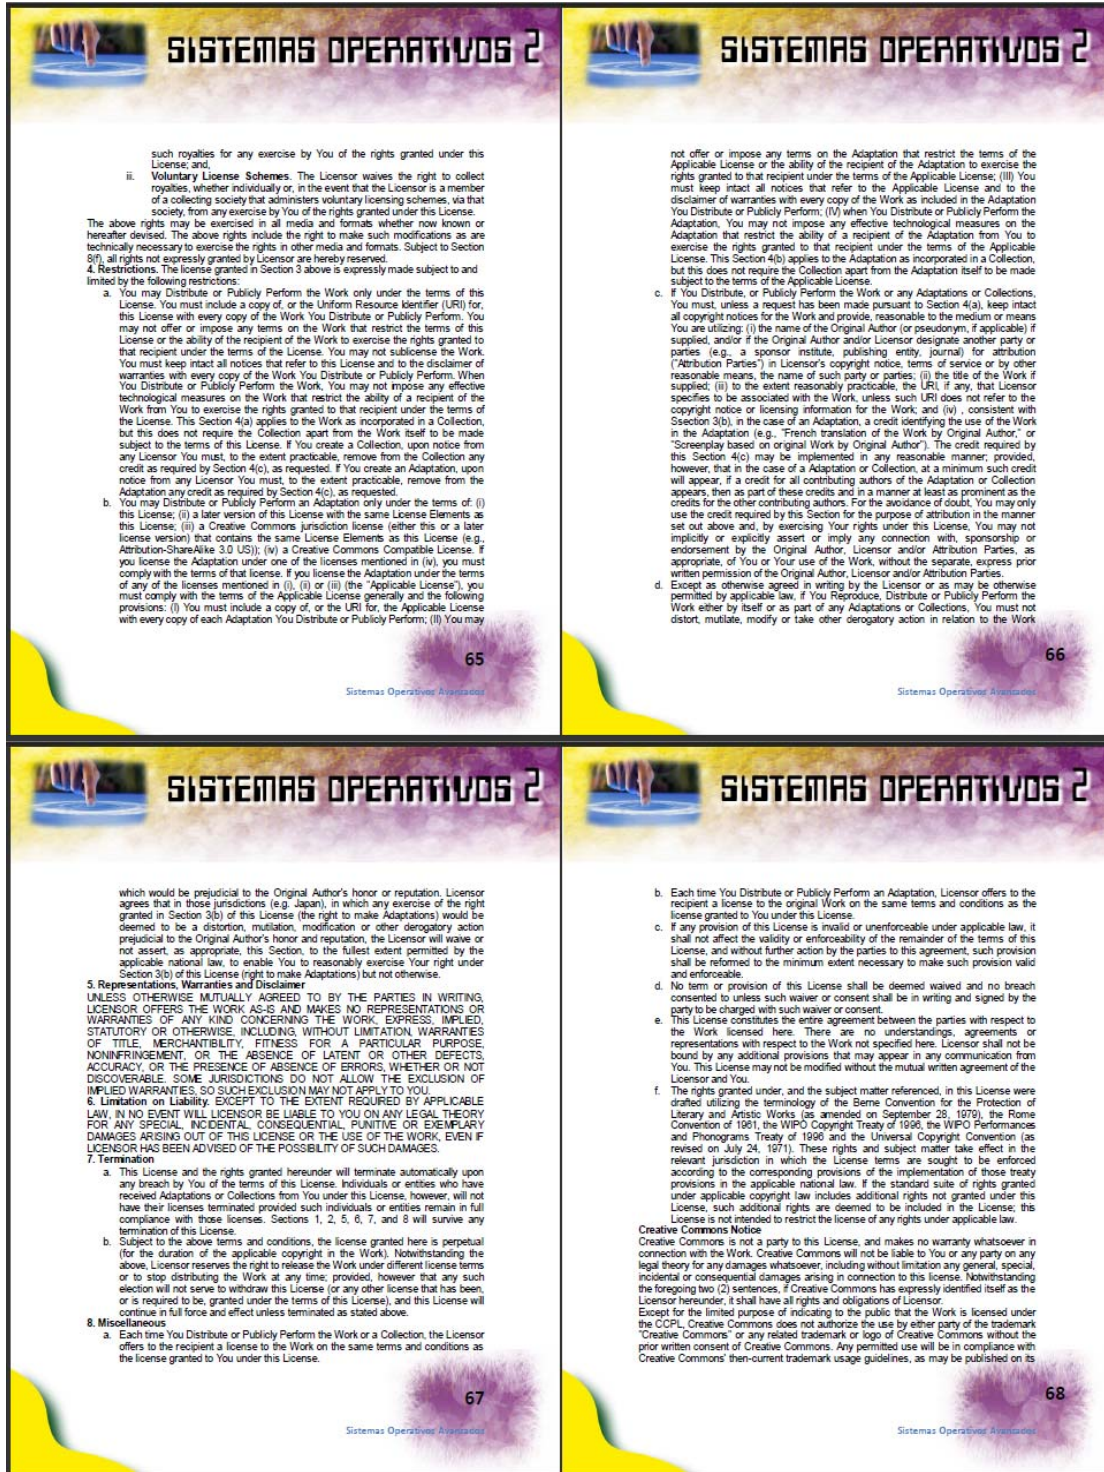 SISTEMAS OPERATIVOS 2
such royalties for any exercise by You of the rights granted under this
License; and,
ii. Voluntary License Schemes. The Licensor waives the right to collect
royalties, whether individually or, in the event that the Licensor is a member
of a collecting society that administers voluntary licensing schemes, via that
society, from any exercise by You of the rights granted under this License.
The above rights may be exercised in all media and formats whether now known or
hereafter devised. The above rights include the right to make such modifications as are
technically necessary to exercise the rights in other media and formats. Subject to Section
8(f), all rights not expressly granted by Licensor are hereby reserved.
4. Restrictions. The license granted in Section 3 above is expressly made subject to and
limited by the following restrictions:
a. You may Distribute or Publicly Perform the Work only under the terms of this
License. You must include a copy of, or the Uniform Resource Identifier (URI) for,
this License with every copy of the Work You Distribute or Publicly Perform. You
may not offer or impose any terms on the Work that restrict the terms of this
License or the ability of the recipient of the Work to exercise the rights granted to
that recipient under the terms of the License. You may not sublicense the Work.
You must keep intact all notices that refer to this License and to the disclaimer of
warranties with every copy of the Work You Distribute or Publicly Perform. When
You Distribute or Publicly Perform the Work, You may not impose any effective
technological measures on the Work that restrict the ability of a recipient of the
Work from You to exercise the rights granted to that recipient under the terms of
the License. This Section 4(a) applies to the Work as incorporated in a Collection,
but this does not require the Collection apart from the Work itself to be made
subject to the terms of this License. If You create a Collection, upon notice from
any Licensor You must, to the extent practicable, remove from the Collection any
credit as required by Section 4(c), as requested. If You create an Adaptation, upon
notice from any Licensor You must, to the extent practicable, remove from the
Adaptation any credit as required by Section 4(c), as requested.
b. You may Distribute or Publicly Perform an Adaptation only under the terms of: (i)
this License; (ii) a later version of this License with the same License Elements as
this License; (iii) a Creative Commons jurisdiction license (either this or a later
license version) that contains the same License Elements as this License (e.g.,
Attribution-ShareAlike 3.0 US)); (iv) a Creative Commons Compatible License. If
you license the Adaptation under one of the licenses mentioned in (iv), you must
comply with the terms of that license. If you license the Adaptation under the terms
of any of the licenses mentioned in (i), (ii) or (iii) (the "Applicable License"), you
must comply with the terms of the Applicable License generally and the following
provisions: (I) You must include a copy of, or the URI for, the Applicable License
with every copy of each Adaptation You Distribute or Publicly Perform; (II) You may
65
Sistemas Operativos Avanzados
SISTEMAS OPERATIVOS 2
not offer or impose any terms on the Adaptation that restrict the terms of the
Applicable License or the ability of the recipient of the Adaptation to exercise the
rights granted to that recipient under the terms of the Applicable License; (III) You
must keep intact all notices that refer to the Applicable License and to the
disclaimer of warranties with every copy of the Work as included in the Adaptation
You Distribute or Publicly Perform; (IV) when You Distribute or Publicly Perform the
Adaptation, You may not impose any effective technological measures on the
Adaptation that restrict the ability of a recipient of the Adaptation from You to
exercise the rights granted to that recipient under the terms of the Applicable
License. This Section 4(b) applies to the Adaptation as incorporated in a Collection,
but this does not require the Collection apart from the Adaptation itself to be made
subject to the terms of the Applicable License.
c. If You Distribute, or Publicly Perform the Work or any Adaptations or Collections,
You must, unless a request has been made pursuant to Section 4(a), keep intact
all copyright notices for the Work and provide, reasonable to the medium or means
You are utilizing: (i) the name of the Original Author (or pseudonym, if applicable) if
supplied, and/or if the Original Author and/or Licensor designate another party or
parties (e.g., a sponsor institute, publishing entity, journal) for attribution
("Attribution Parties") in Licensor's copyright notice, terms of service or by other
reasonable means, the name of such party or parties; (ii) the title of the Work if
supplied; (iii) to the extent reasonably practicable, the URI, if any, that Licensor
specifies to be associated with the Work, unless such URI does not refer to the
copyright notice or licensing information for the Work; and (iv) , consistent with
Ssection 3(b), in the case of an Adaptation, a credit identifying the use of the Work
in the Adaptation (e.g., "French translation of the Work by Original Author," or
"Screenplay based on original Work by Original Author"). The credit required by
this Section 4(c) may be implemented in any reasonable manner; provided,
however, that in the case of a Adaptation or Collection, at a minimum such credit
will appear, if a credit for all contributing authors of the Adaptation or Collection
appears, then as part of these credits and in a manner at least as prominent as the
credits for the other contributing authors. For the avoidance of doubt, You may only
use the credit required by this Section for the purpose of attribution in the manner
set out above and, by exercising Your rights under this License, You may not
implicitly or explicitly assert or imply any connection with, sponsorship or
endorsement by the Original Author, Licensor and/or Attribution Parties, as
appropriate, of You or Your use of the Work, without the separate, express prior
written permission of the Original Author, Licensor and/or Attribution Parties.
d. Except as otherwise agreed in writing by the Licensor or as may be otherwise
permitted by applicable law, if You Reproduce, Distribute or Publicly Perform the
Work either by itself or as part of any Adaptations or Collections, You must not
distort, mutilate, modify or take other derogatory action in relation to the Work
66
Sistemas Operativos Avanzados
SISTEMAS OPERATIVOS 2
which would be prejudicial to the Original Author's honor or reputation. Licensor
agrees that in those jurisdictions (e.g. Japan), in which any exercise of the right
granted in Section 3(b) of this License (the right to make Adaptations) would be
deemed to be a distortion, mutilation, modification or other derogatory action
prejudicial to the Original Author's honor and reputation, the Licensor will waive or
not assert, as appropriate, this Section, to the fullest extent permitted by the
applicable national law, to enable You to reasonably exercise Your right under
Section 3(b) of this License (right to make Adaptations) but not otherwise.
5. Representations, Warranties and Disclaimer
UNLESS OTHERWISE MUTUALLY AGREED TO BY THE PARTIES IN WRITING,
LICENSOR OFFERS THE WORK AS-IS AND MAKES NO REPRESENTATIONS OR
WARRANTIES OF ANY KIND CONCERNING THE WORK, EXPRESS, IMPLIED,
STATUTORY OR OTHERWISE, INCLUDING, WITHOUT LIMITATION, WARRANTIES
OF TITLE, MERCHANTIBILITY, FITNESS FOR A PARTICULAR PURPOSE,
NONINFRINGEMENT, OR THE ABSENCE OF LATENT OR OTHER DEFECTS,
ACCURACY, OR THE PRESENCE OF ABSENCE OF ERRORS, WHETHER OR NOT
DISCOVERABLE. SOME JURISDICTIONS DO NOT ALLOW THE EXCLUSION OF
IMPLIED WARRANTIES, SO SUCH EXCLUSION MAY NOT APPLY TO YOU.
6. Limitation on Liability. EXCEPT TO THE EXTENT REQUIRED BY APPLICABLE
LAW, IN NO EVENT WILL LICENSOR BE LIABLE TO YOU ON ANY LEGAL THEORY
FOR ANY SPECIAL, INCIDENTAL, CONSEQUENTIAL, PUNITIVE OR EXEMPLARY
DAMAGES ARISING OUT OF THIS LICENSE OR THE USE OF THE WORK, EVEN IF
LICENSOR HAS BEEN ADVISED OF THE POSSIBILITY OF SUCH DAMAGES.
7. Termination
a. This License and the rights granted hereunder will terminate automatically upon
any breach by You of the terms of this License. Individuals or entities who have
received Adaptations or Collections from You under this License, however, will not
have their licenses terminated provided such individuals or entities remain in full
compliance with those licenses. Sections 1, 2, 5, 6, 7, and 8 will survive any
termination of this License.
b. Subject to the above terms and conditions, the license granted here is perpetual
(for the duration of the applicable copyright in the Work). Notwithstanding the
above, Licensor reserves the right to release the Work under different license terms
or to stop distributing the Work at any time; provided, however that any such
election will not serve to withdraw this License (or any other license that has been,
or is required to be, granted under the terms of this License), and this License will
continue in full force and effect unless terminated as stated above.
8. Miscellaneous
a. Each time You Distribute or Publicly Perform the Work or a Collection, the Licensor
offers to the recipient a license to the Work on the same terms and conditions as
the license granted to You under this License.
67
Sistemas Operativos Avanzados
SISTEMAS OPERATIVOS 2
b. Each time You Distribute or Publicly Perform an Adaptation, Licensor offers to the
recipient a license to the original Work on the same terms and conditions as the
license granted to You under this License.
c. If any provision of this License is invalid or unenforceable under applicable law, it
shall not affect the validity or enforceability of the remainder of the terms of this
License, and without further action by the parties to this agreement, such provision
shall be reformed to the minimum extent necessary to make such provision valid
and enforceable.
d. No term or provision of this License shall be deemed waived and no breach
consented to unless such waiver or consent shall be in writing and signed by the
party to be charged with such waiver or consent.
e. This License constitutes the entire agreement between the parties with respect to
the Work licensed here. There are no understandings, agreements or
representations with respect to the Work not specified here. Licensor shall not be
bound by any additional provisions that may appear in any communication from
You. This License may not be modified without the mutual written agreement of the
Licensor and You.
f. The rights granted under, and the subject matter referenced, in this License were
drafted utilizing the terminology of the Berne Convention for the Protection of
Literary and Artistic Works (as amended on September 28, 1979), the Rome
Convention of 1961, the WIPO Copyright Treaty of 1996, the WIPO Performances
and Phonograms Treaty of 1996 and the Universal Copyright Convention (as
revised on July 24, 1971). These rights and subject matter take effect in the
relevant jurisdiction in which the License terms are sought to be enforced
according to the corresponding provisions of the implementation of those treaty
provisions in the applicable national law. If the standard suite of rights granted
under applicable copyright law includes additional rights not granted under this
License, such additional rights are deemed to be included in the License; this
License is not intended to restrict the license of any rights under applicable law.
Creative Commons Notice
Creative Commons is not a party to this License, and makes no warranty whatsoever in
connection with the Work. Creative Commons will not be liable to You or any party on any
legal theory for any damages whatsoever, including without limitation any general, special,
incidental or consequential damages arising in connection to this license. Notwithstanding
the foregoing two (2) sentences, if Creative Commons has expressly identified itself as the
Licensor hereunder, it shall have all rights and obligations of Licensor.
Except for the limited purpose of indicating to the public that the Work is licensed under
the CCPL, Creative Commons does not authorize the use by either party of the trademark
"Creative Commons" or any related trademark or logo of Creative Commons without the
prior written consent of Creative Commons. Any permitted use will be in compliance with
Creative Commons' then-current trademark usage guidelines, as may be published on its
68
Sistemas Operativos Avanzados